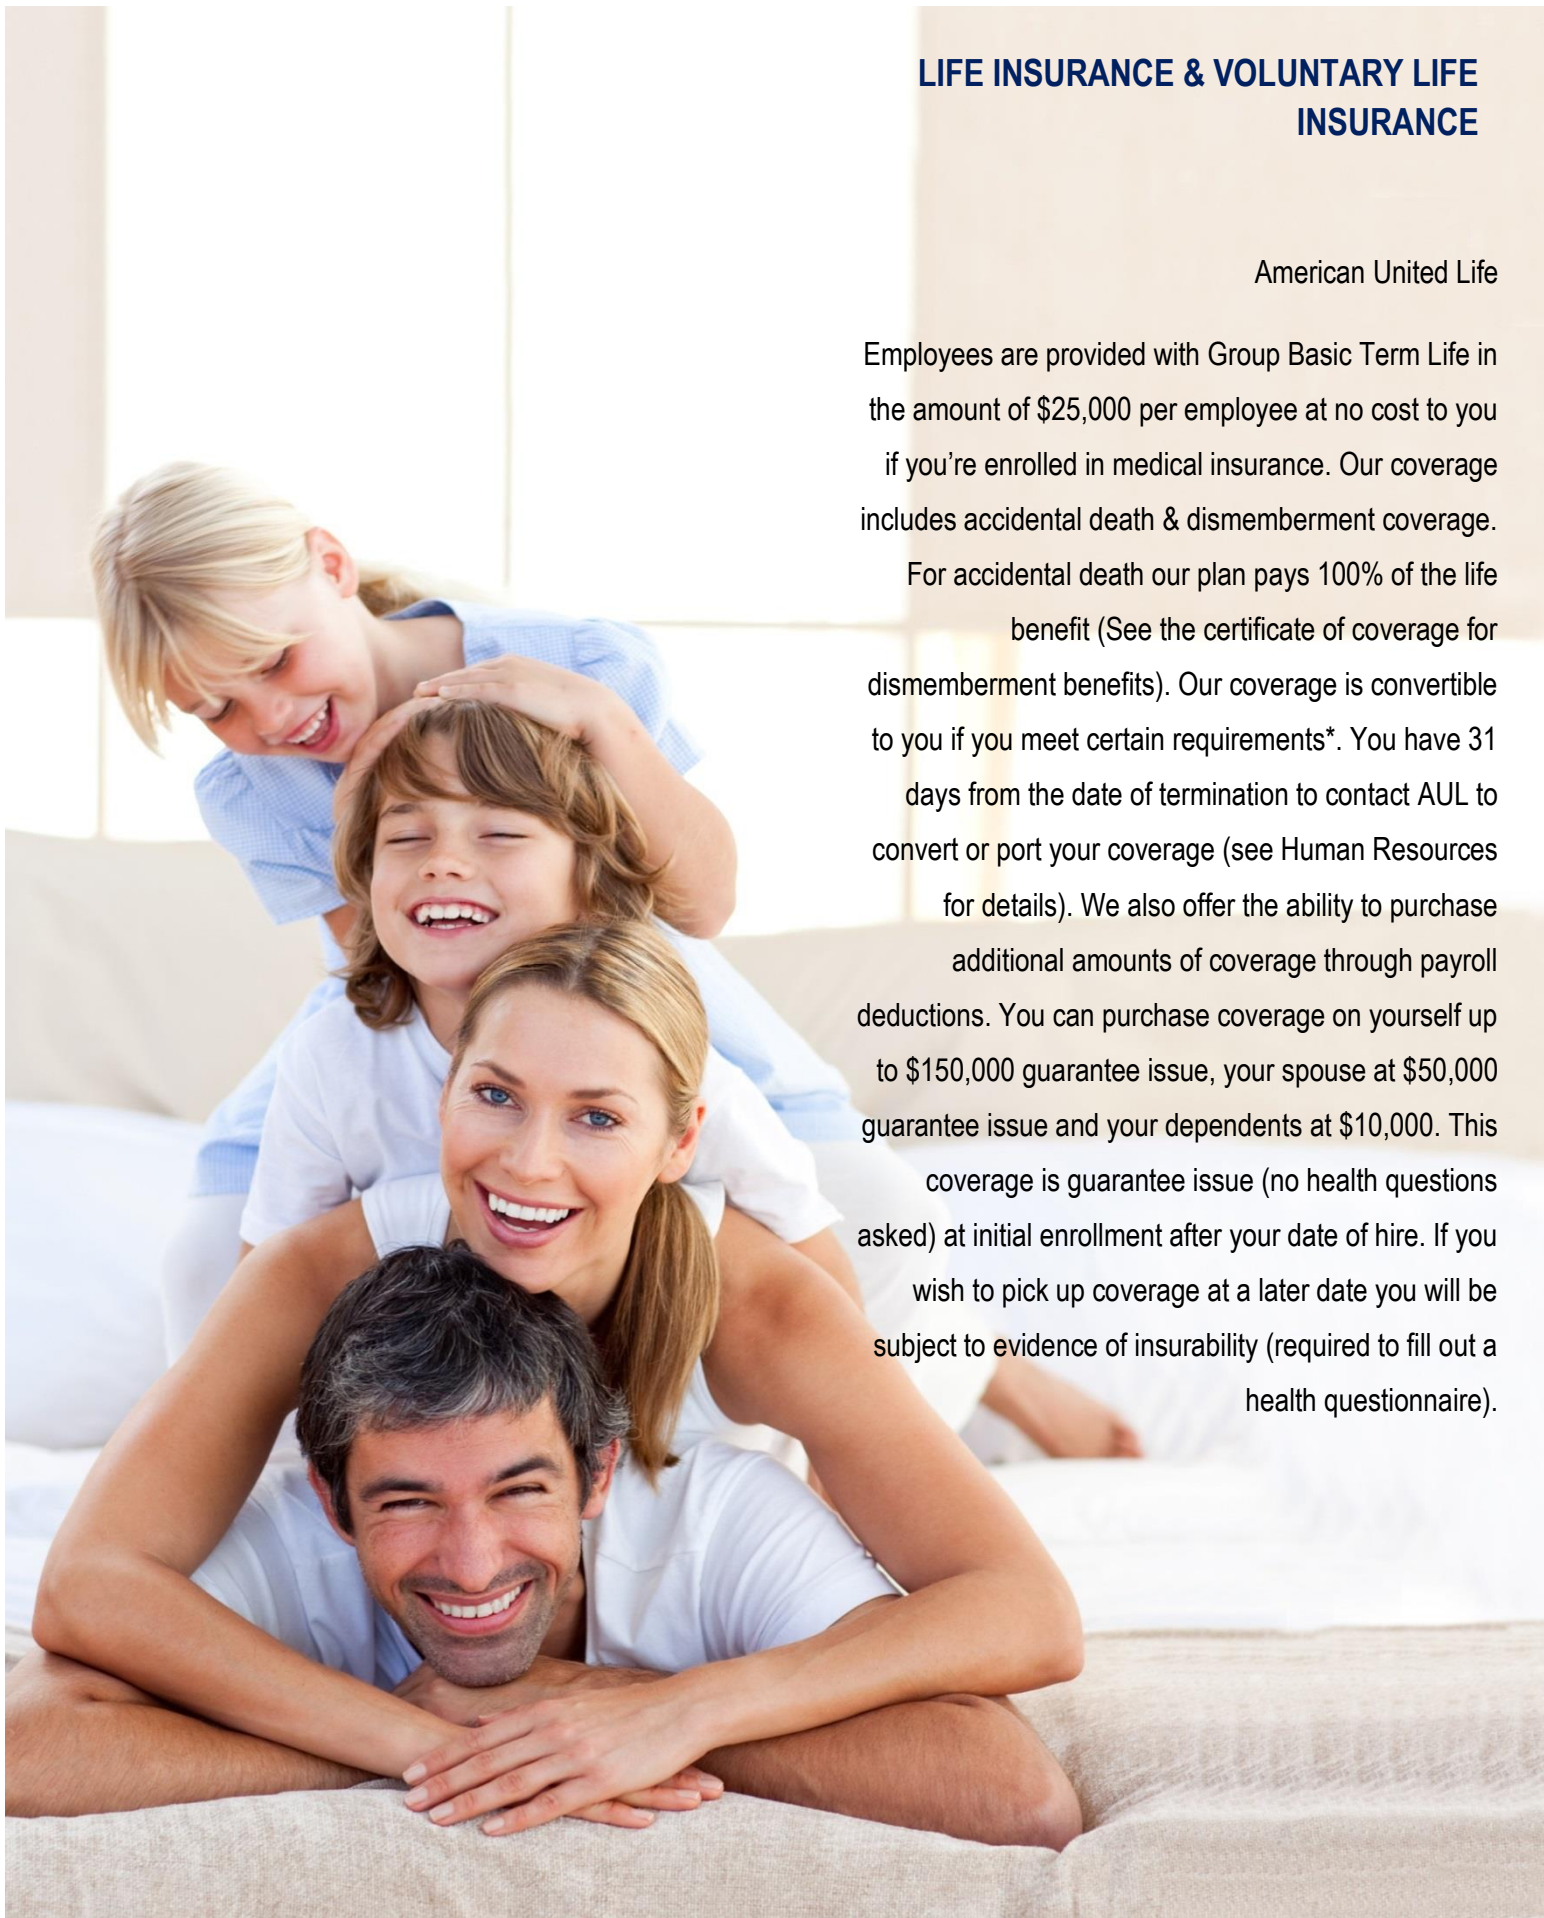 LIFE INSURANCE & VOLUNTARY LIFE
INSURANCE
American United Life
Employees are provided with Group Basic Term Life in
the amount of $25,000 per employee at no cost to you
if you’re enrolled in medical insurance. Our coverage
includes accidental death & dismemberment coverage.
For accidental death our plan pays 100% of the life
benefit (See the certificate of coverage for
dismemberment benefits). Our coverage is convertible
to you if you meet certain requirements*. You have 31
days from the date of termination to contact AUL to
convert or port your coverage (see Human Resources
for details). We also offer the ability to purchase
additional amounts of coverage through payroll
deductions. You can purchase coverage on yourself up
to $150,000 guarantee issue, your spouse at $50,000
guarantee issue and your dependents at $10,000. This
coverage is guarantee issue (no health questions
asked) at initial enrollment after your date of hire. If you
wish to pick up coverage at a later date you will be
subject to evidence of insurability (required to fill out a
health questionnaire).